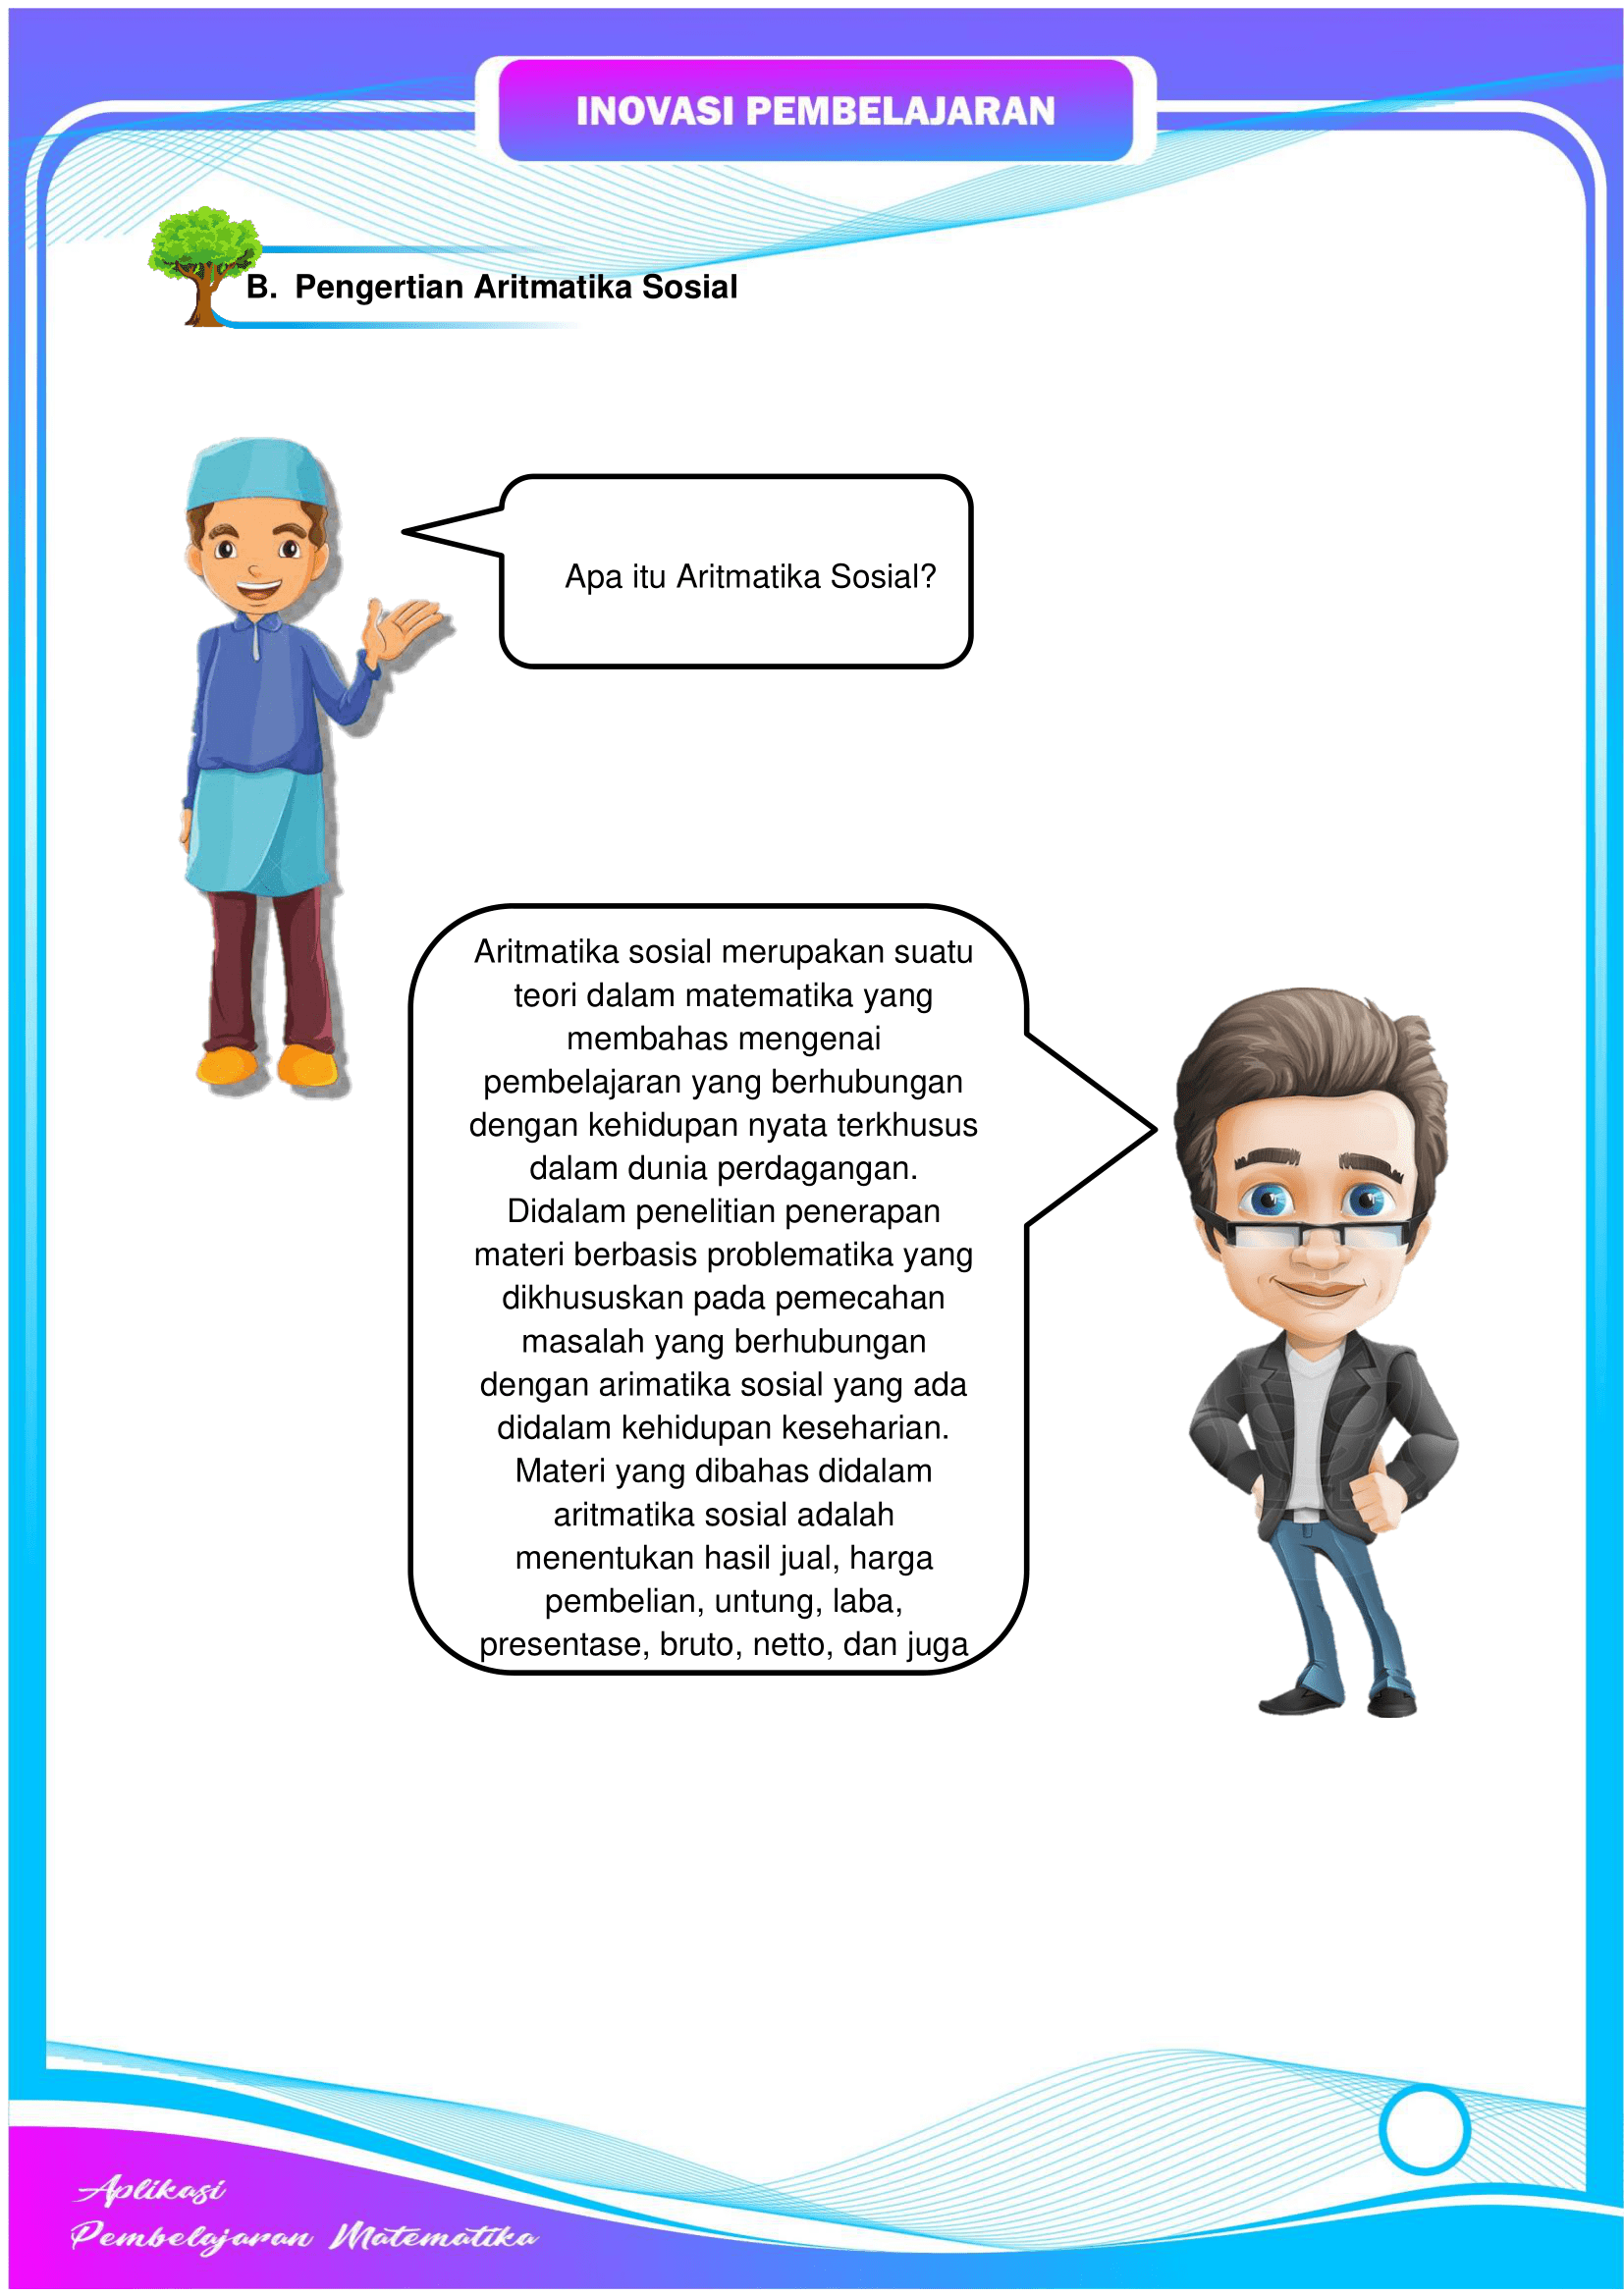 INOVASI PEMBELAJARAN
B. Pengertian Aritmatika Sosial
Apa itu Aritmatika Sosial?
Aritmatika sosial merupakan suatu
teori dalam matematika yang
membahas mengenai
pembelajaran yang berhubungan
dengan kehidupan nyata terkhusus
dalam dunia perdagangan.
Didalam penelitian penerapan
materi berbasis problematika yang
dikhususkan pada pemecahan
masalah yang berhubungan
dengan arimatika sosial yang ada
didalam kehidupan keseharian.
Materi yang dibahas didalam
aritmatika sosial adalah
menentukan hasil jual, harga
pembelian, untung, laba,
presentase, bruto, netto, dan juga
Aplikasi
Pembelajaran Matematika